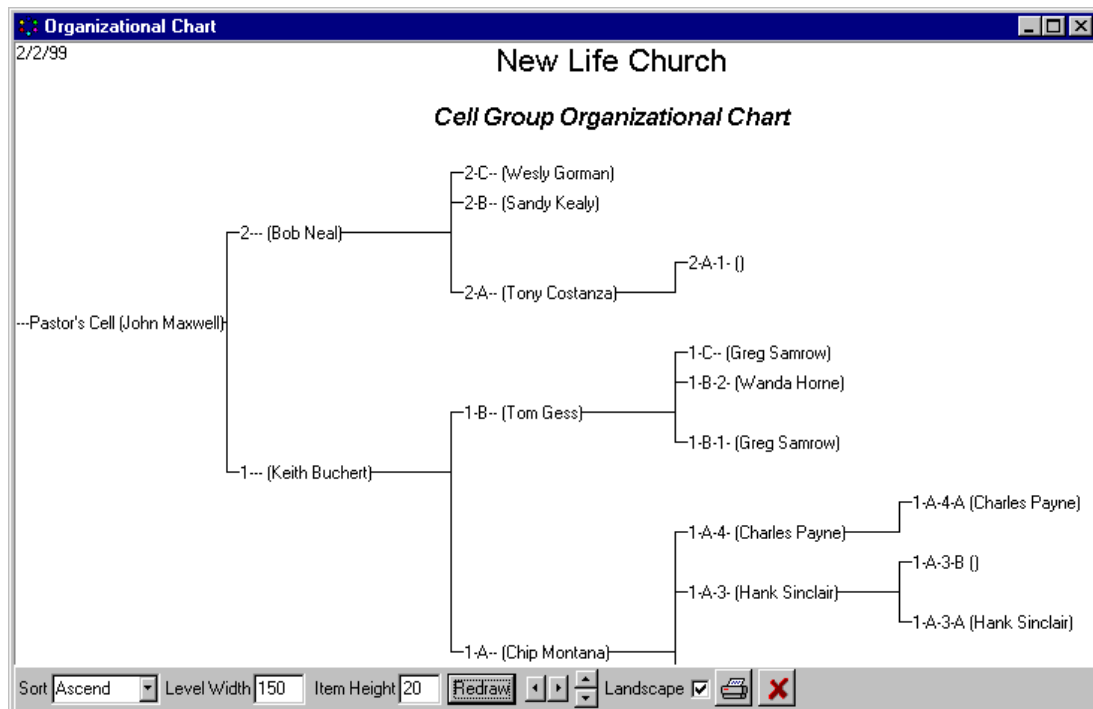 Organizational Chart
2/2/99
New Life Church
Cell Group Organizational Chart
2-C-- (Wesly Gorman)
2-B-- (Sandy Kealy)
2--- (Bob Neal)
2-A-1- ()
2-A-- (Tony Costanza)
---Pastor's Cell (John Maxwell)
1-C-- (Greg Samrow)
1-B-2- (Wanda Horne)
1-B-- (Tom Gess)
1-B-1- (Greg Samrow)
1--- (Keith Buchert)
1-A-4-A (Charles Payne)
1-A-4- (Charles Payne)
1-A-3-B ()
1-A-3- (Hank Sinclair)
1-A-3-A (Hank Sinclair)
1-A-- (Chip Montana)
Sort Ascend Level Width 150 Item Height 20 Redraw Landscape